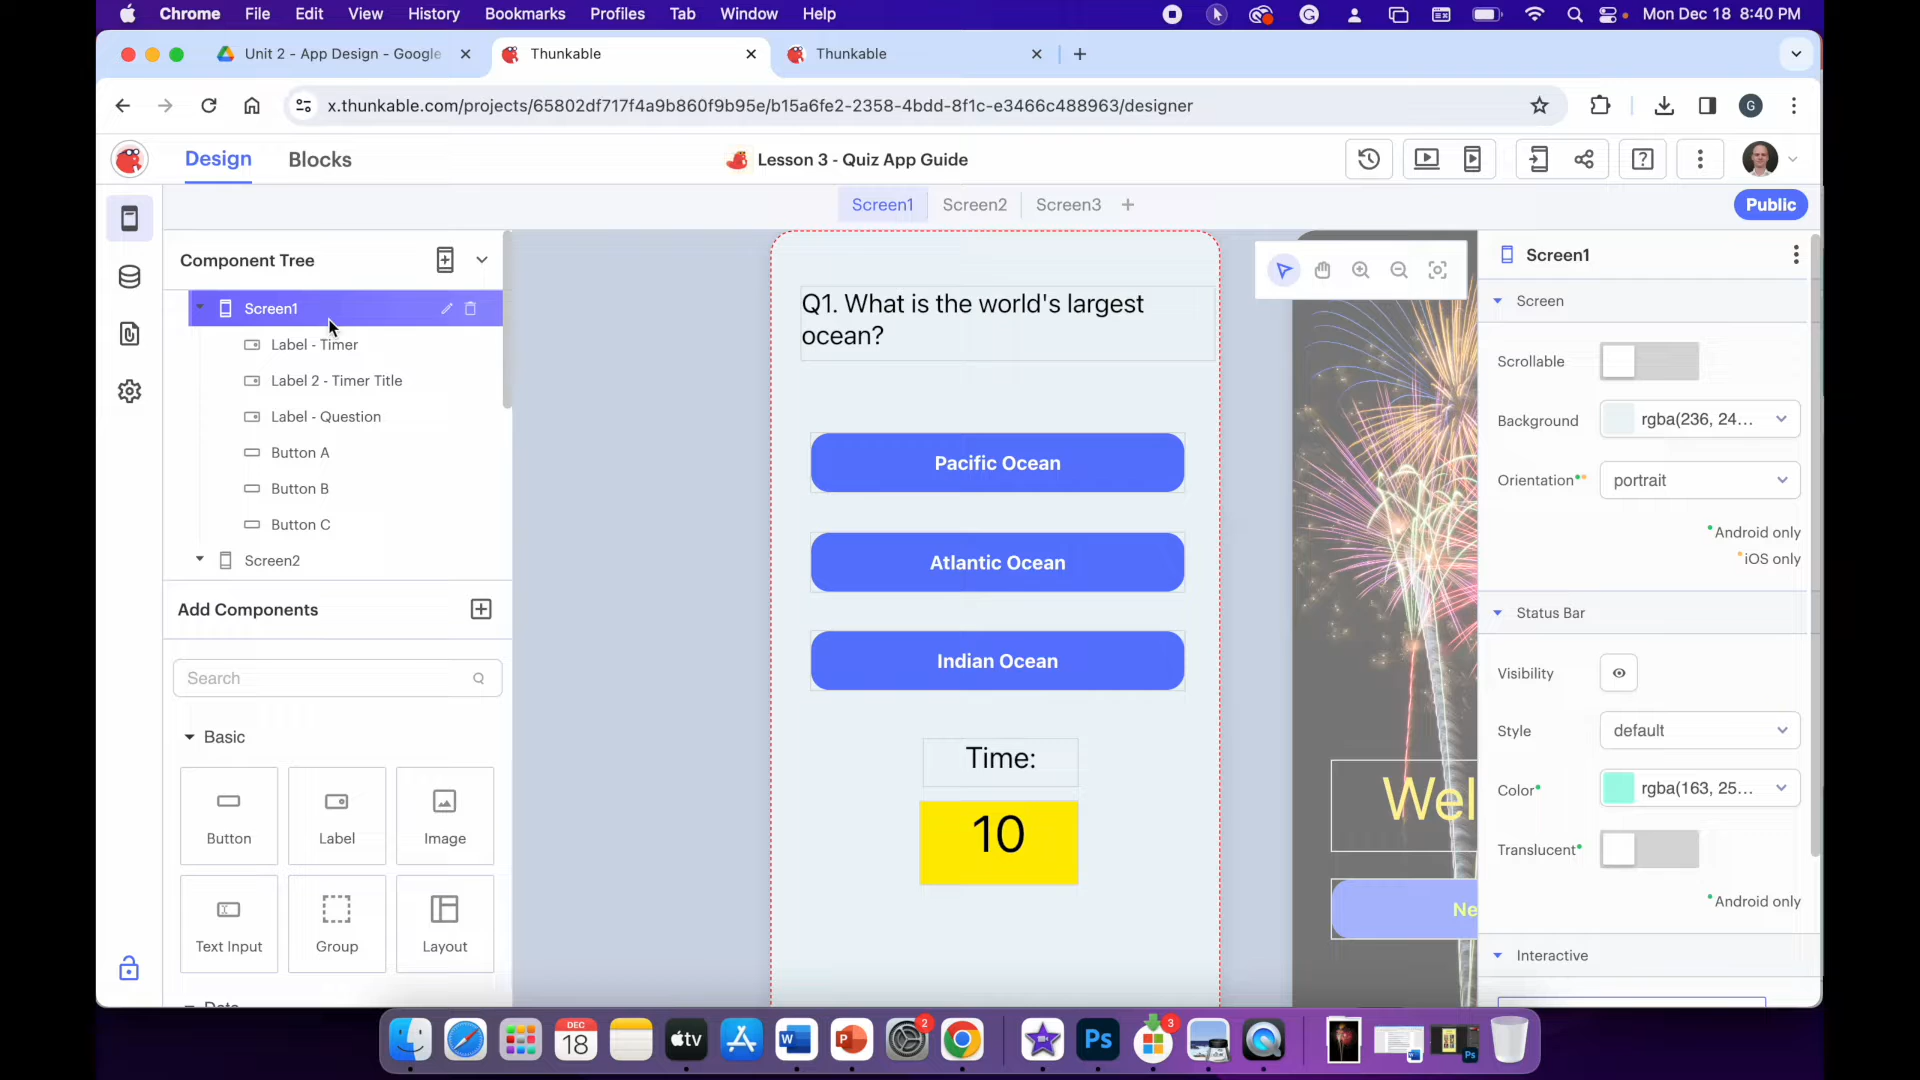 Chrome File Edit View History Bookmarks Profiles Tab Window Help Mon Dec 18 8:40 PM
Unit 2 - App Design - Google Thunkable Thunkable
x.thunkable.com/projects/65802df717f4a9b860f9b95e/b15a6fe2-2358-4bdd-8f1c-e3466c488963/designer G
Design Blocks Lesson 3 - Quiz App Guide
Screen1 Screen2 Screen3 + Public
Component Tree
Screen1
Label - Timer
Label 2 - Timer Title
Label - Question
Button A
Button B
Button C
Screen2
Add Components
Search
Basic
Button Label Image
Text Input Group Layout
Q1. What is the world's largest
ocean?
Pacific Ocean
Atlantic Ocean
Indian Ocean
Time:
10
Wel
Ne
Screen1
Screen
Scrollable
Background rgba(236, 24...
Orientation portrait
Android only
iOS only
Status Bar
Visibility
Style default
Color rgba(163, 25...
Translucent
Android only
Interactive
DEC
18
tv
W
P
2
Ps
3
Ps